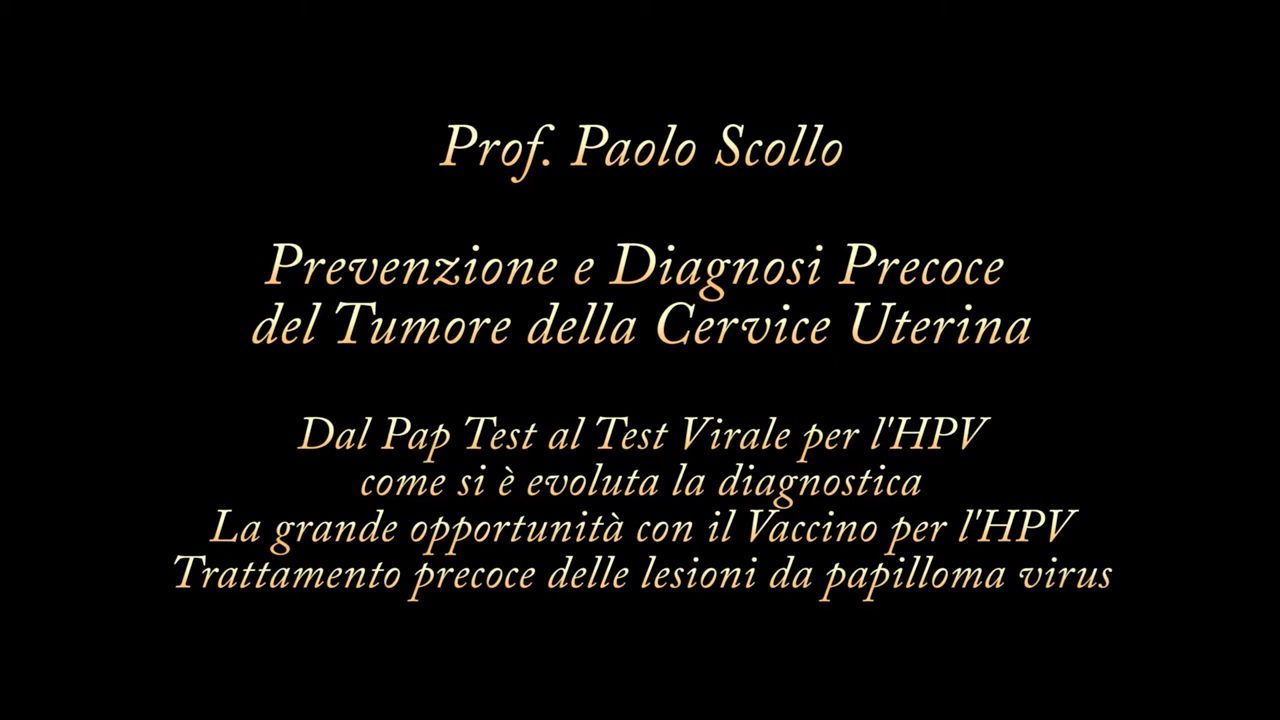 Prof. Paolo Scollo
Prevenzione e Diagnosi Precoce
del Tumore della Cervice Uterina
Dal Pap Test al Test Virale per l'HPV
come si è evoluta la diagnostica
La grande opportunità con il Vaccino per l'HPV
Trattamento precoce delle lesioni da papilloma virus